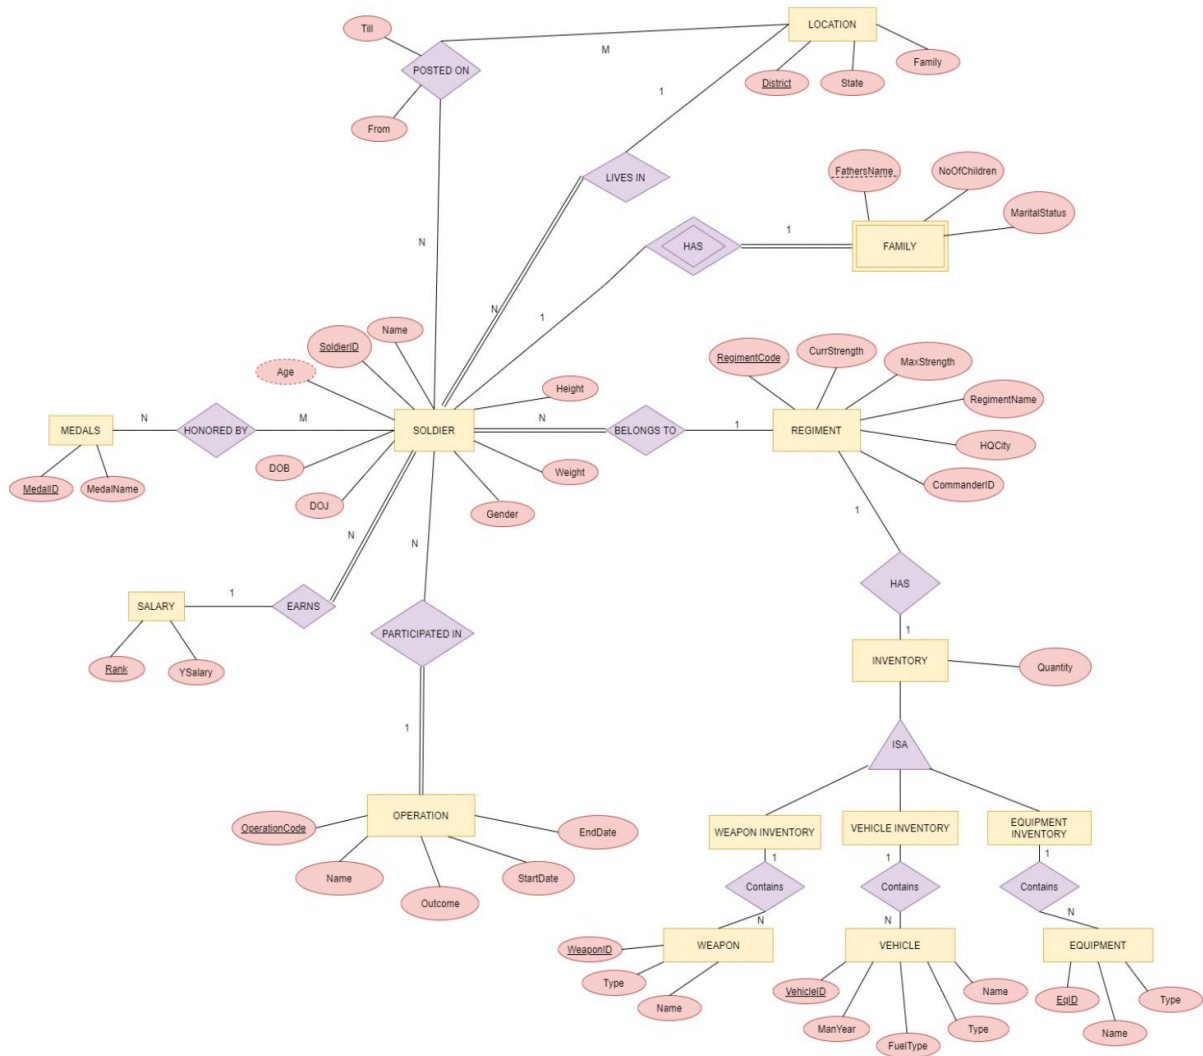 LOCATION
Till
M
POSTED ON
Family
District
State
1
From
LIVES IN
FathersName
NoOfChildren
MaritalStatus
N
HAS
1
FAMILY
N
1
Name
SoldierID
Age
RegimentCode
CurrStrength
MaxStrength
Height
RegimentName
MEDALS
N
HONORED BY
M
SOLDIER
N
BELONGS TO
1
REGIMENT
HQCity
DOB
Weight
MedalID
MedalName
DOJ
Gender
CommanderID
1
N
N
HAS
SALARY
1
EARNS
PARTICIPATED IN
1
INVENTORY
Quantity
Rank
YSalary
1
ISA
OPERATION
OperationCode
EndDate
WEAPON INVENTORY
VEHICLE INVENTORY
EQUIPMENT
INVENTORY
1
1
1
Name
StartDate
Outcome
Contains
Contains
Contains
N
N
N
WeaponID
WEAPON
VEHICLE
EQUIPMENT
Type
Name
VehicleID
Name
EqID
Type
ManYear
Type
Name
FuelType